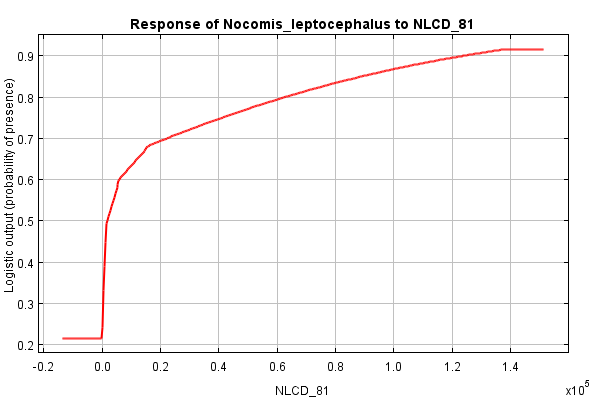 Response of Nocomis_leptocephalus to NLCD_81
Logistic output (probability of presence)
0.9
0.8
0.7
0.6
0.5
0.4
0.3
0.2
-0.2 0.0 0.2 0.4 0.6 0.8 1.0 1.2 1.4
x10⁵
NLCD_81